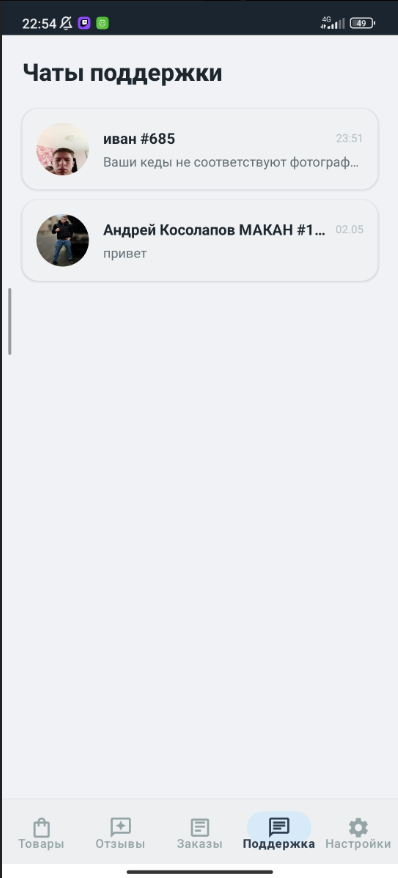 22:54 4G 49
Чаты поддержки
иван #685 23:51
Ваши кеды не соответствуют фотограф...
Андрей Косолапов МАКАН #1... 02.05
привет
Товары Отзывы Заказы Поддержка Настройки